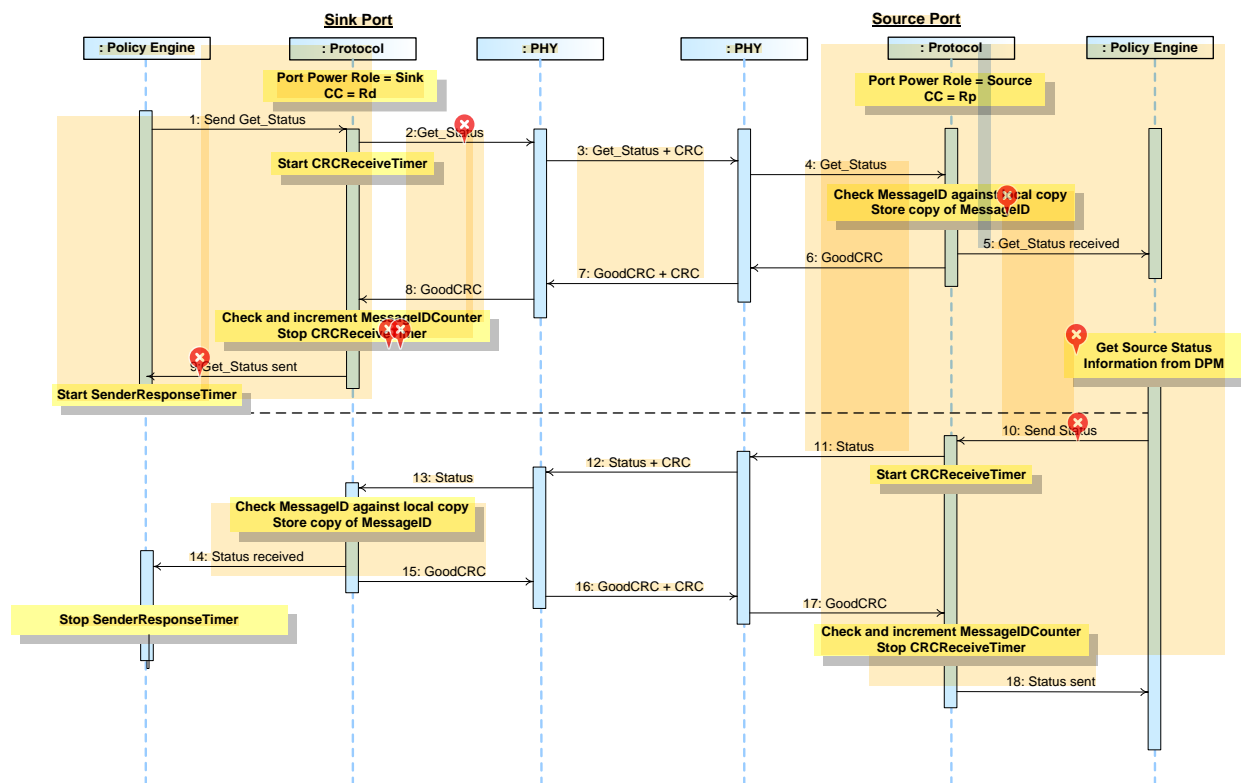 Sink Port
Source Port
: Policy Engine
: Protocol
: PHY
: PHY
: Protocol
: Policy Engine
Port Power Role = Sink
CC = Rd
Port Power Role = Source
CC = Rp
1: Send Get_Status
2:Get_Status
Start CRCReceiveTimer
3: Get_Status + CRC
4: Get_Status
Check MessageID against local copy
Store copy of MessageID
5: Get_Status received
6: GoodCRC
7: GoodCRC + CRC
8: GoodCRC
Check and increment MessageIDCounter
Stop CRCReceiveTimer
9:Get_Status sent
Start SenderResponseTimer
Get Source Status
Information from DPM
10: Send Status
11: Status
Start CRCReceiveTimer
12: Status + CRC
13: Status
Check MessageID against local copy
Store copy of MessageID
14: Status received
15: GoodCRC
16: GoodCRC + CRC
17: GoodCRC
Stop SenderResponseTimer
Check and increment MessageIDCounter
Stop CRCReceiveTimer
18: Status sent